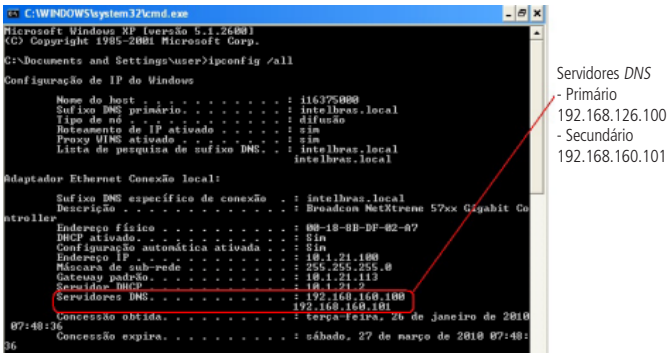 C:\WINDOWS\system32\cmd.exe
Microsoft Windows XP [versão 5.1.2600]
(C) Copyright 1985-2001 Microsoft Corp.
C:\Documents and Settings\user>ipconfig /all
Configuração de IP do Windows
Nome do host . . . . . . . . . . . : i16375080
Sufixo DNS primário. . . . . . . . : intelbras.local
Tipo de nó . . . . . . . . . . . . : difusão
Roteamento de IP ativado . . . . . : sim
Proxy WINS ativado . . . . . . . . : sim
Lista de pesquisa de sufixo DNS. . : intelbras.local
intelbras.local
Adaptador Ethernet Conexão local:
Sufixo DNS específico de conexão . : intelbras.local
Descrição . . . . . . . . . . . . : Broadcom NetXtreme 57xx Gigabit Co
ntroller
Endereço físico . . . . . . . . . : 00-18-8B-DF-02-A7
DHCP ativado. . . . . . . . . . . : Sim
Configuração automática ativada . . : Sim
Endereço IP . . . . . . . . . . . : 10.1.21.100
Máscara de sub-rede . . . . . . . : 255.255.255.0
Gateway padrão. . . . . . . . . . : 10.1.21.113
Servidor DHCP . . . . . . . . . . : 10.1.21.2
Servidores DNS. . . . . . . . . . : 192.168.160.100
192.168.160.101
Concessão obtida. . . . . . . . . : terça-feira, 26 de janeiro de 2010
07:48:36
Concessão expira. . . . . . . . . : sábado, 27 de março de 2010 07:48:
36
Servidores DNS
- Primário
192.168.126.100
- Secundário
192.168.160.101